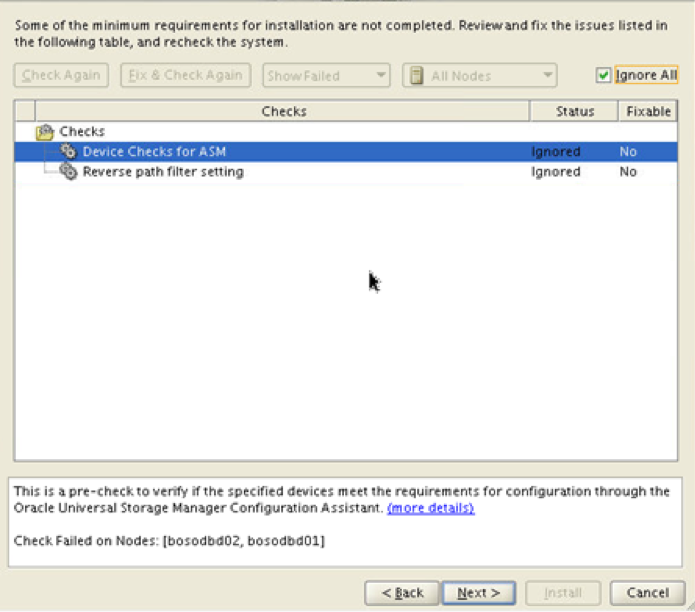 Some of the minimum requirements for installation are not completed. Review and fix the issues listed in
the following table, and recheck the system.
Check Again Fix & Check Again Show Failed All Nodes Ignore All
Checks Status Fixable
Checks
Device Checks for ASM Ignored No
Reverse path filter setting Ignored No
This is a pre-check to verify if the specified devices meet the requirements for configuration through the
Oracle Universal Storage Manager Configuration Assistant. (more details)
Check Failed on Nodes: [bosodbd02, bosodbd01]
< Back Next > Install Cancel